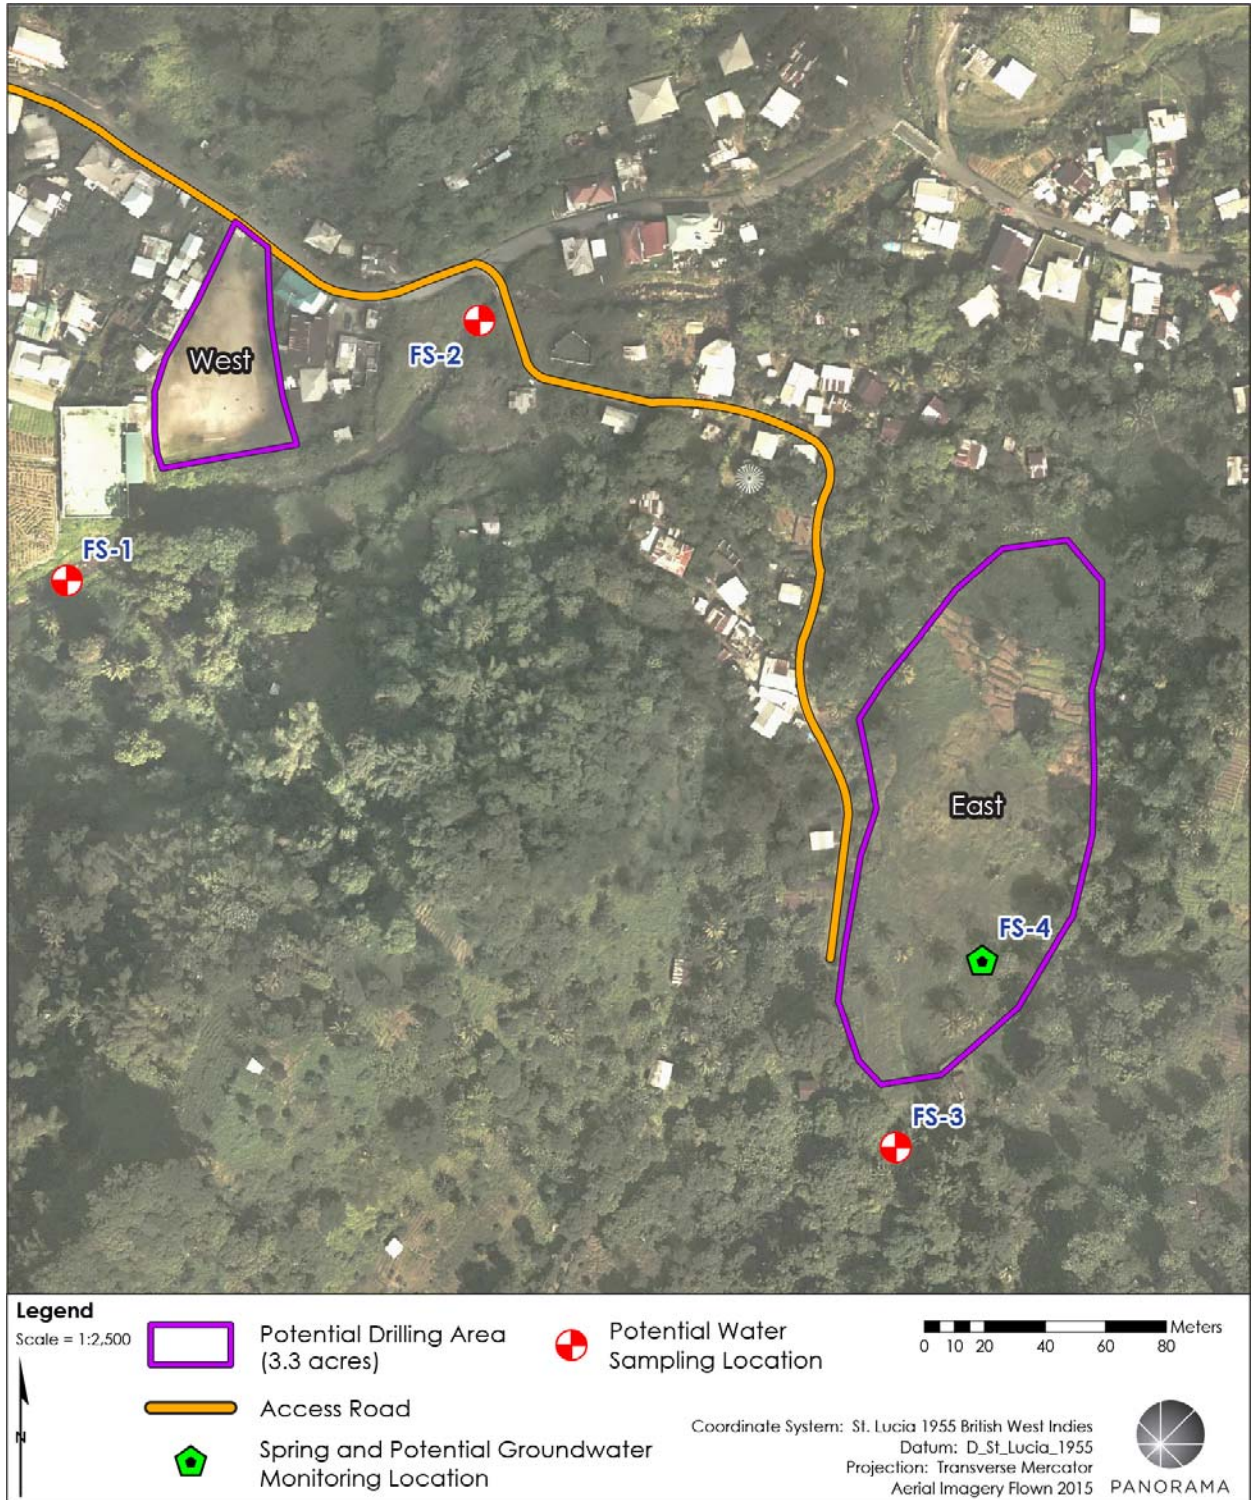 West
FS-2
FS-1
East
FS-4
FS-3
Legend
Scale = 1:2,500
N
Potential Drilling Area
(3.3 acres)
Access Road
Spring and Potential Groundwater
Monitoring Location
Potential Water
Sampling Location
Meters
0 10 20 40 60 80
Coordinate System: St. Lucia 1955 British West Indies
Datum: D_St_Lucia_1955
Projection: Transverse Mercator
Aerial Imagery Flown 2015
PANORAMA